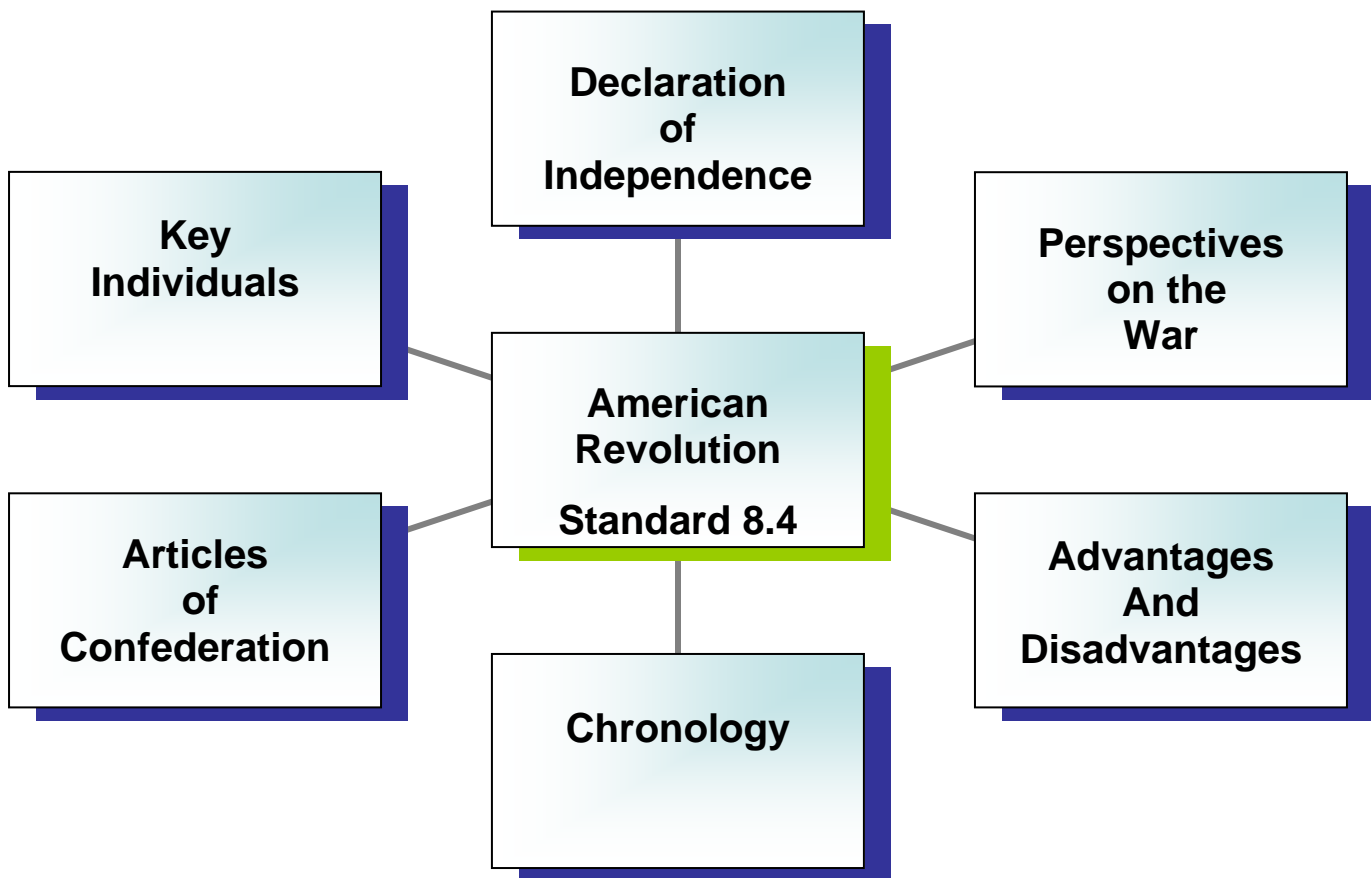 Declaration
of
Independence
Key
Individuals
Perspectives
on the
War
American
Revolution
Standard 8.4
Articles
of
Confederation
Advantages
And
Disadvantages
Chronology